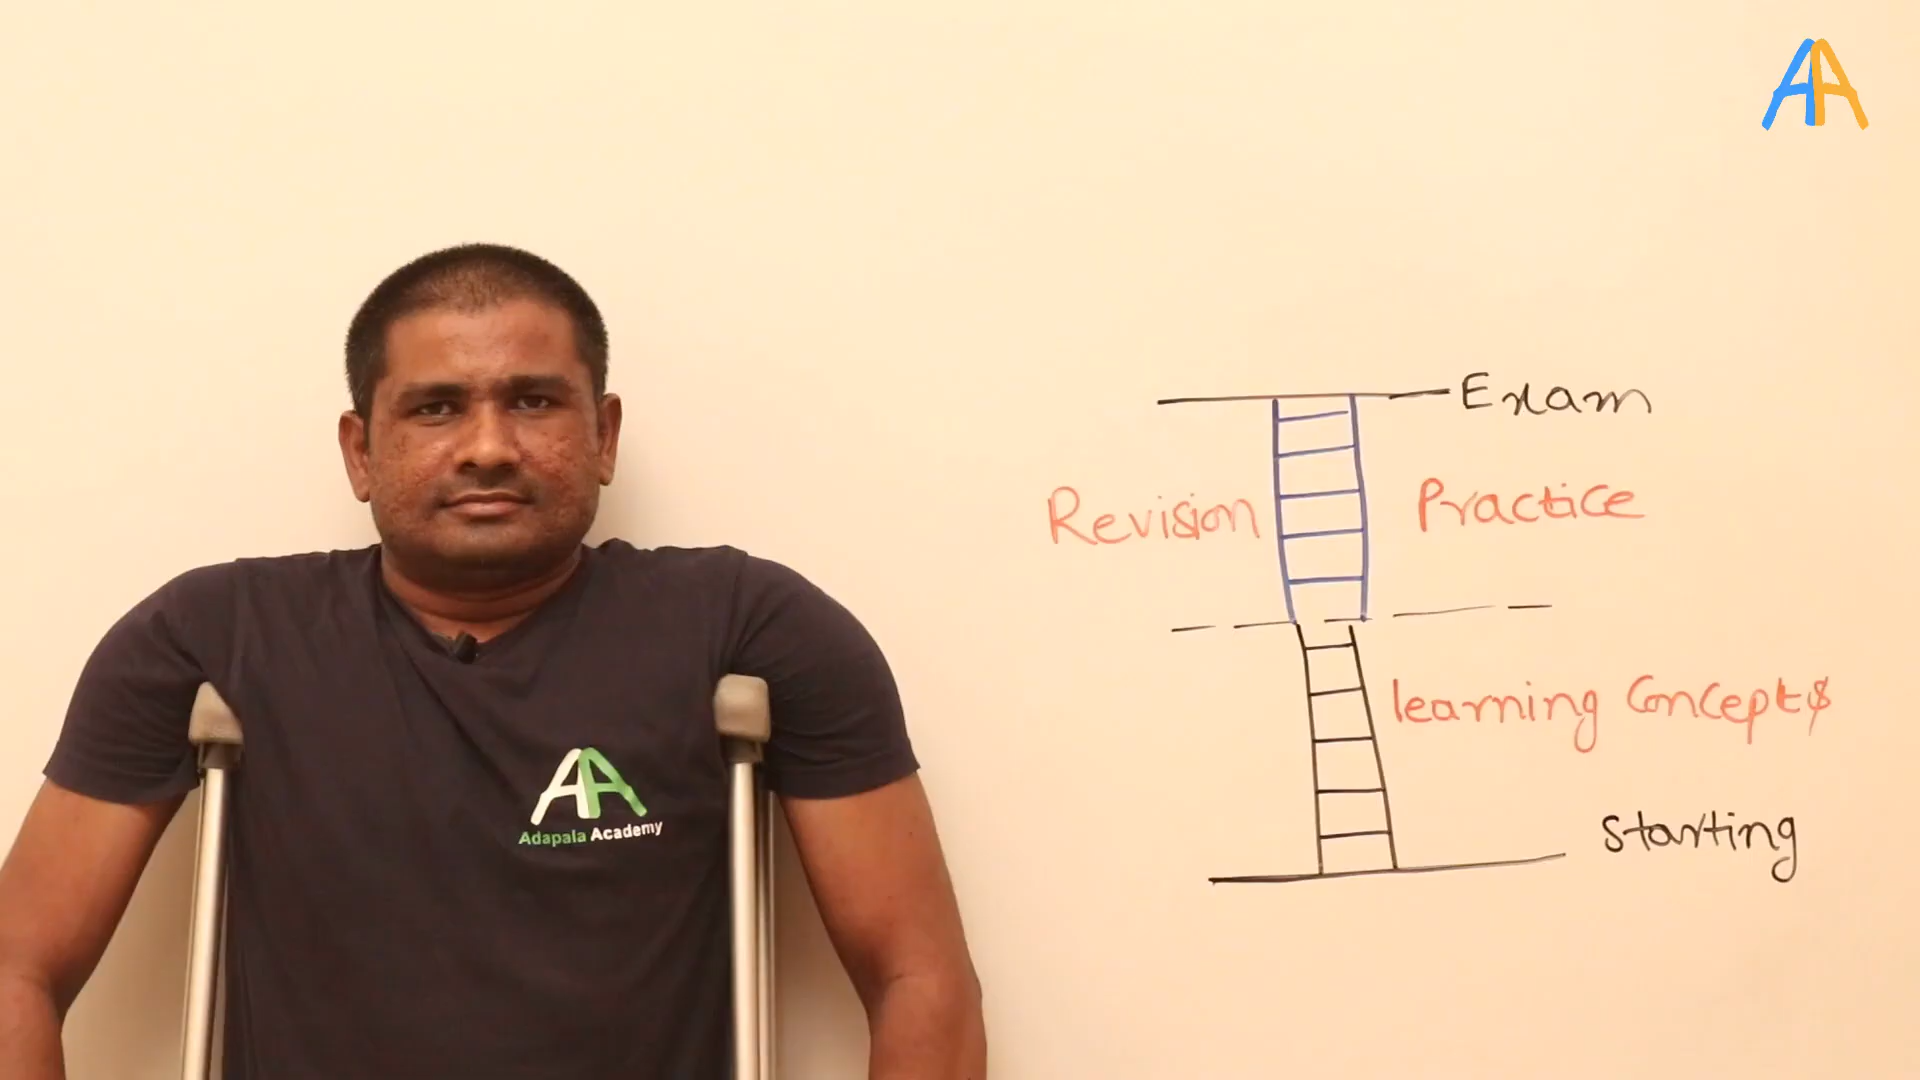 AA
Exam
Revision
Practice
learning Concepts
starting
AA
Adapala Academy